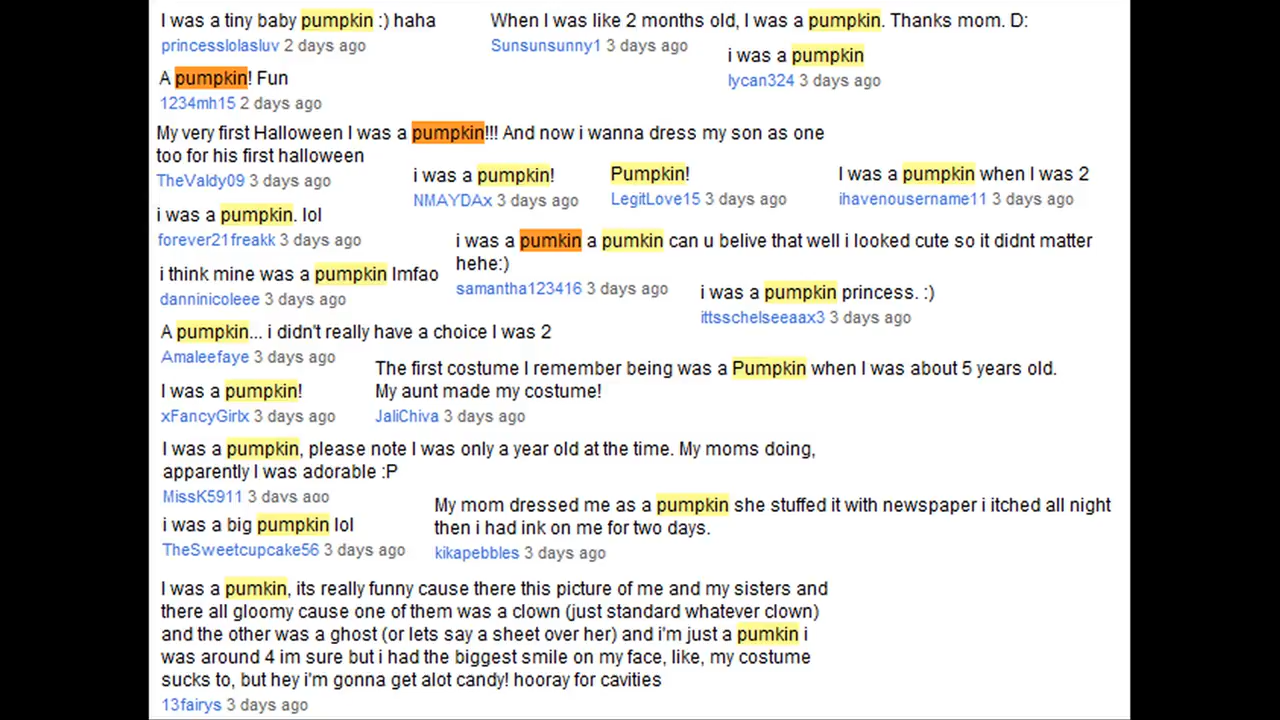 I was a tiny baby pumpkin :) haha
princesslolasluv 2 days ago
When I was like 2 months old, I was a pumpkin. Thanks mom. D:
Sunsunsunny1 3 days ago
i was a pumpkin
lycan324 3 days ago
A pumpkin! Fun
1234mh15 2 days ago
My very first Halloween I was a pumpkin!!! And now i wanna dress my son as one
too for his first halloween
TheValdy09 3 days ago
i was a pumpkin!
NMAYDAx 3 days ago
Pumpkin!
LegitLove15 3 days ago
I was a pumpkin when I was 2
ihavenousername11 3 days ago
i was a pumpkin. lol
forever21freakk 3 days ago
i was a pumkin a pumkin can u belive that well i looked cute so it didnt matter
hehe:)
samantha123416 3 days ago
i think mine was a pumpkin lmfao
danninicoleee 3 days ago
i was a pumpkin princess. :)
ittsschelseeaax3 3 days ago
A pumpkin... i didn't really have a choice I was 2
Amaleefaye 3 days ago
The first costume I remember being was a Pumpkin when I was about 5 years old.
My aunt made my costume!
JaliChiva 3 days ago
I was a pumpkin!
xFancyGirlx 3 days ago
I was a pumpkin, please note I was only a year old at the time. My moms doing,
apparently I was adorable :P
MissK5911 3 days ago
My mom dressed me as a pumpkin she stuffed it with newspaper i itched all night
then i had ink on me for two days.
kikapebbles 3 days ago
i was a big pumpkin lol
TheSweetcupcake56 3 days ago
I was a pumkin, its really funny cause there this picture of me and my sisters and
there all gloomy cause one of them was a clown (just standard whatever clown)
and the other was a ghost (or lets say a sheet over her) and i'm just a pumkin i
was around 4 im sure but i had the biggest smile on my face, like, my costume
sucks to, but hey i'm gonna get alot candy! hooray for cavities
13fairys 3 days ago